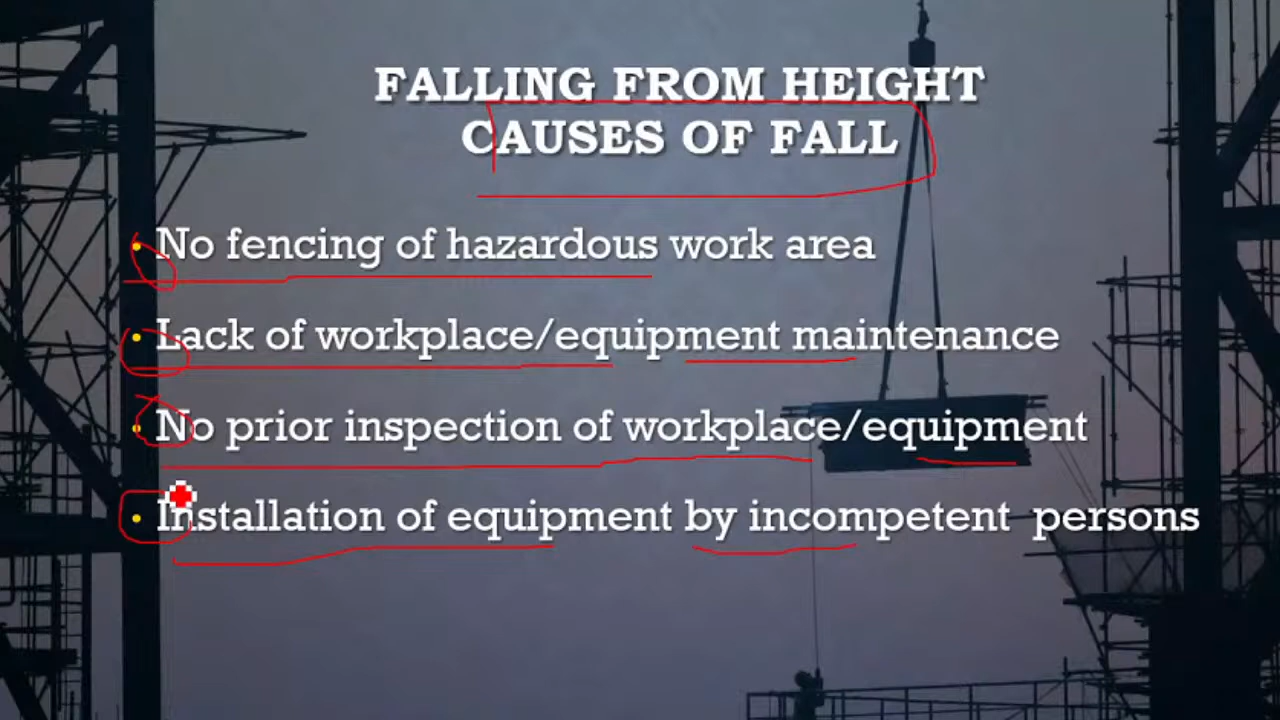 FALLING FROM HEIGHT
CAUSES OF FALL
• No fencing of hazardous work area
• Lack of workplace/equipment maintenance
• No prior inspection of workplace/equipment
• Installation of equipment by incompetent persons